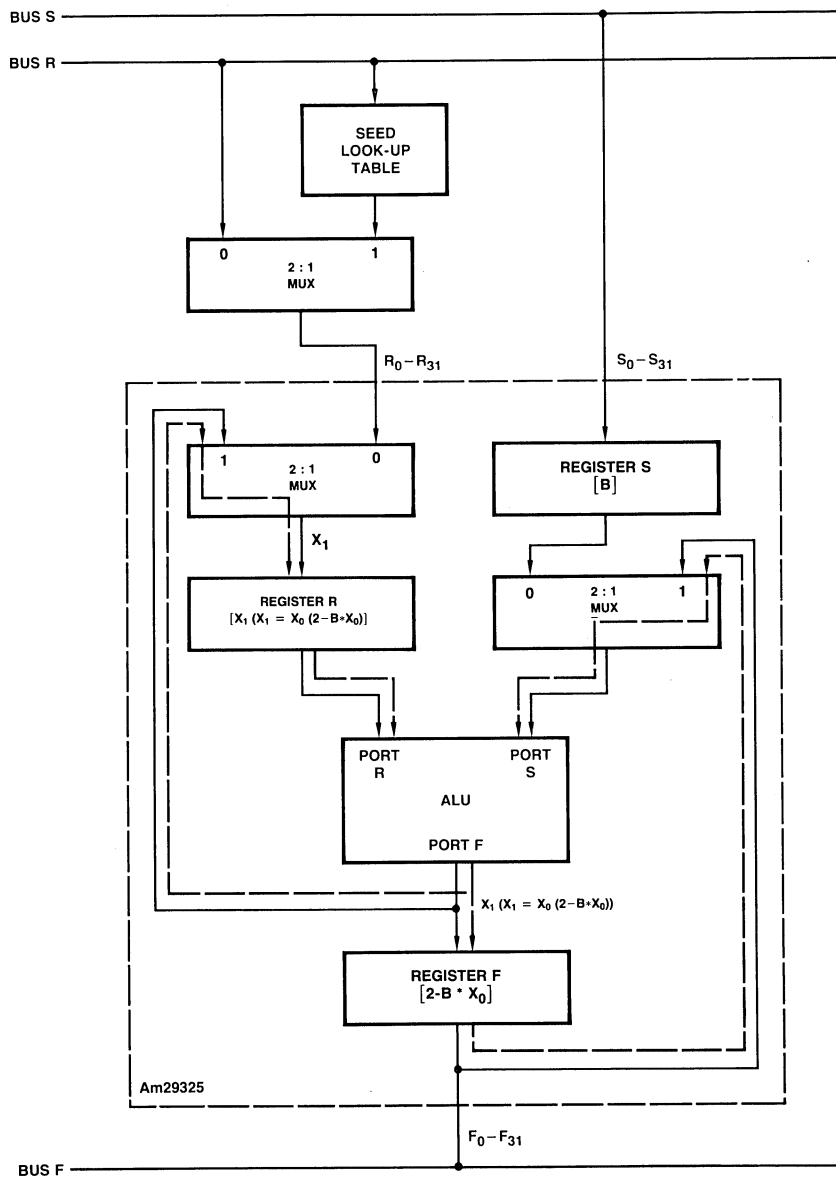 BUS S
BUS R
SEED
LOOK-UP
TABLE
0 1
2 : 1
MUX
R0–R31
S0–S31
1 0
2 : 1
MUX
X1
REGISTER S
[B]
REGISTER R
[X1 (X1 = X0 (2–B*X0)]
0 2 : 1 1
MUX
PORT
R
PORT
S
ALU
PORT F
X1 (X1 = X0 (2–B*X0))
REGISTER F
[2-B * X0]
Am29325
F0–F31
BUS F